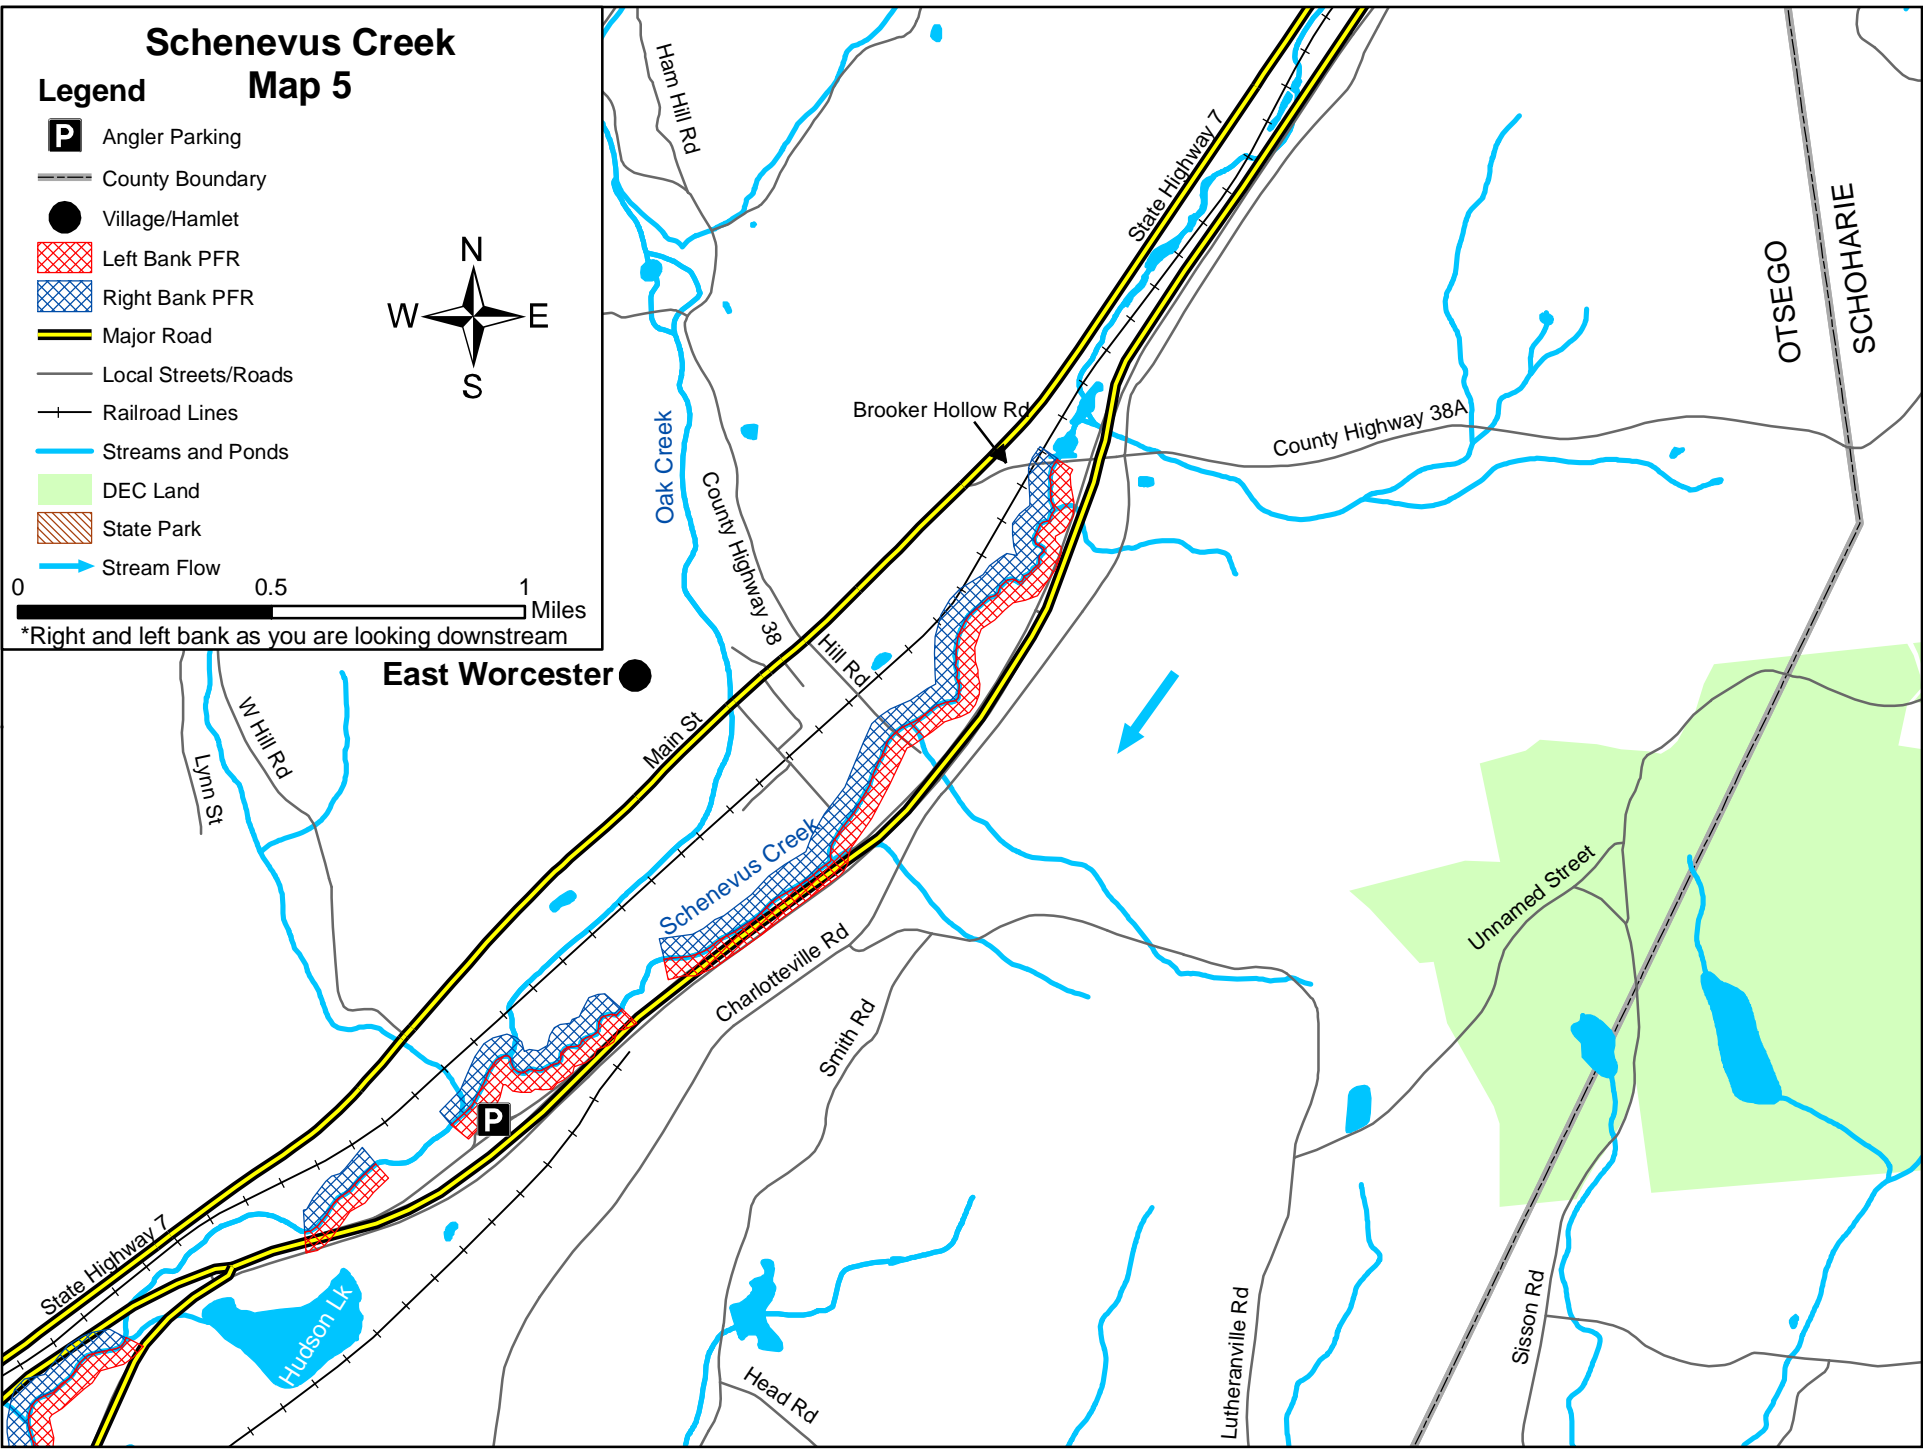 Schenevus Creek
Map 5
Legend
P Angler Parking
County Boundary
Village/Hamlet
Left Bank PFR
Right Bank PFR
Major Road
Local Streets/Roads
Railroad Lines
Streams and Ponds
DEC Land
State Park
Stream Flow
N
W E
S
0 0.5 1
Miles
*Right and left bank as you are looking downstream
Ham Hill Rd
State Highway 7
OTSEGO
SCHOHARIE
Brooker Hollow Rd
County Highway 38A
Oak Creek
County Highway 38
Hill Rd
East Worcester
Main St
W Hill Rd
Lynn St
Schenevus Creek
Charlotteville Rd
Smith Rd
Unnamed Street
P
State Highway 7
Hudson Lk
Head Rd
Lutheranville Rd
Sisson Rd